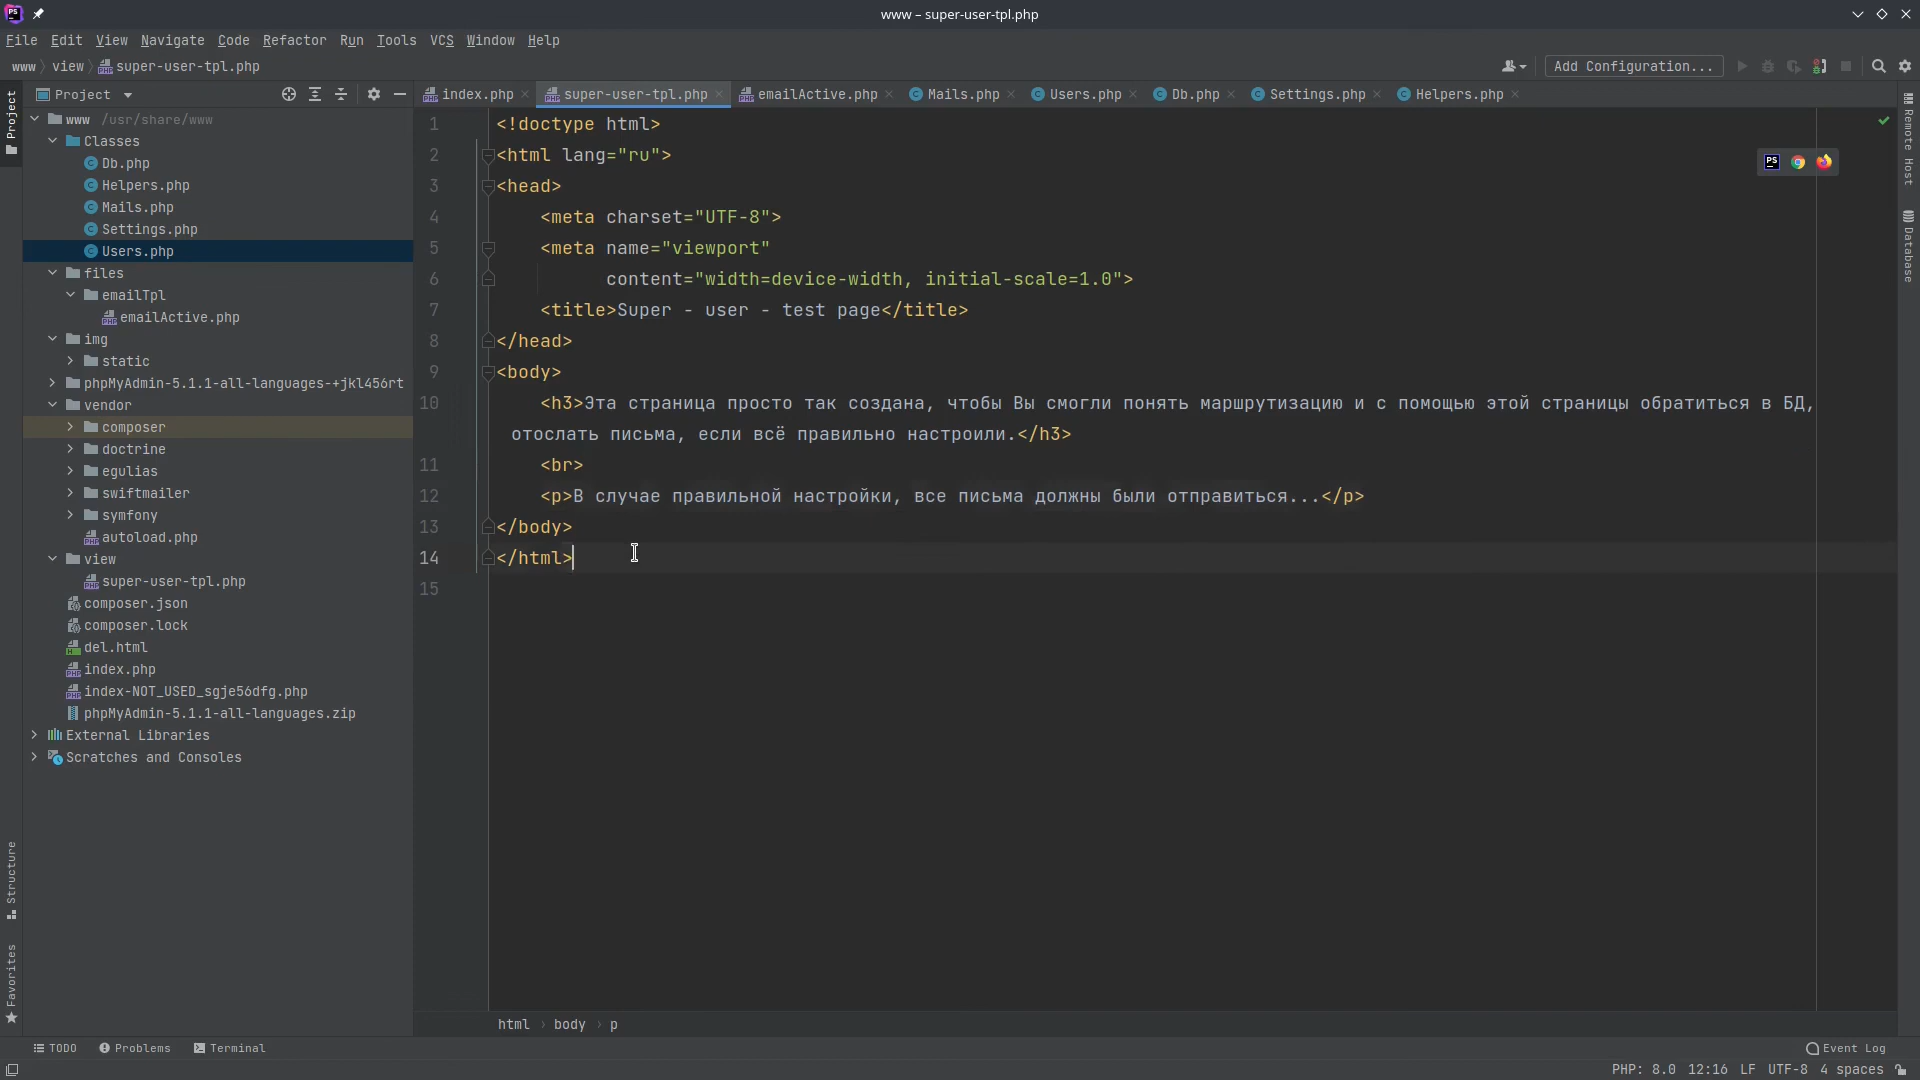 www – super-user-tpl.php
File Edit View Navigate Code Refactor Run Tools VCS Window Help
www view super-user-tpl.php
Add Configuration...
Project
index.php super-user-tpl.php emailActive.php Mails.php Users.php Db.php Settings.php Helpers.php
Project
Structure
Favorites
www /usr/share/www
Classes
Db.php
Helpers.php
Mails.php
Settings.php
Users.php
files
emailTpl
emailActive.php
img
static
phpMyAdmin-5.1.1-all-languages-+jkl456rt
vendor
composer
doctrine
egulias
swiftmailer
symfony
autoload.php
view
super-user-tpl.php
composer.json
composer.lock
del.html
index.php
index-NOT_USED_sgje56dfg.php
phpMyAdmin-5.1.1-all-languages.zip
External Libraries
Scratches and Consoles
1 <!doctype html>
2 <html lang="ru">
3 <head>
4 <meta charset="UTF-8">
5 <meta name="viewport"
6 content="width=device-width, initial-scale=1.0">
7 <title>Super - user - test page</title>
8 </head>
9 <body>
10 <h3>Эта страница просто так создана, чтобы Вы смогли понять маршрутизацию и с помощью этой страницы обратиться в БД,
отослать письма, если всё правильно настроили.</h3>
11 <br>
12 <p>В случае правильной настройки, все письма должны были отправиться...</p>
13 </body>
14 </html>
15
Remote Host
Database
html body p
TODO Problems Terminal Event Log
PHP: 8.0 12:16 LF UTF-8 4 spaces